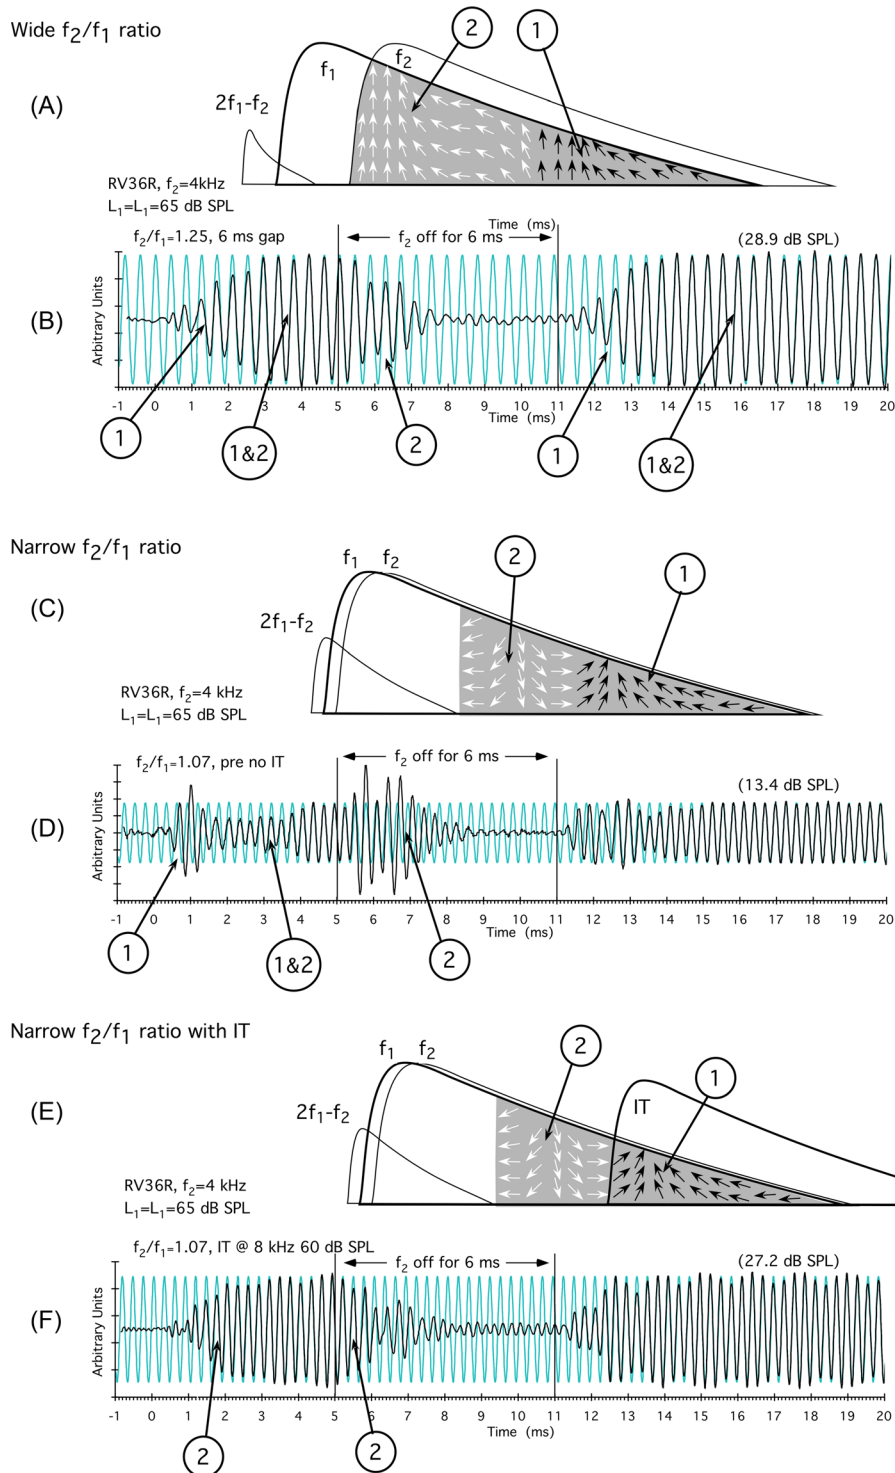 Wide f2/f1 ratio
2
1
f1
f2
(A)
2f1-f2
RV36R, f2=4kHz
L1=L1=65 dB SPL
Time (ms)
f2/f1=1.25, 6 ms gap
f2 off for 6 ms
(28.9 dB SPL)
(B)
Arbitrary Units
-1 0 1 2 3 4 5 6 7 8 9 10 11 12 13 14 15 16 17 18 19 20
Time (ms)
1
1&2
2
1
1&2
Narrow f2/f1 ratio
f1
f2
2
1
(C)
2f1-f2
RV36R, f2=4 kHz
L1=L1=65 dB SPL
f2/f1=1.07, pre no IT
f2 off for 6 ms
(13.4 dB SPL)
(D)
Arbitrary Units
-1 0 1 2 3 4 5 6 7 8 9 10 11 12 13 14 15 16 17 18 19 20
Time (ms)
1
1&2
2
Narrow f2/f1 ratio with IT
f1
f2
2
1
IT
(E)
2f1-f2
RV36R, f2=4 kHz
L1=L1=65 dB SPL
f2/f1=1.07, IT @ 8 kHz 60 dB SPL
f2 off for 6 ms
(27.2 dB SPL)
(F)
Arbitrary Units
-1 0 1 2 3 4 5 6 7 8 9 10 11 12 13 14 15 16 17 18 19 20
Time (ms)
2
2